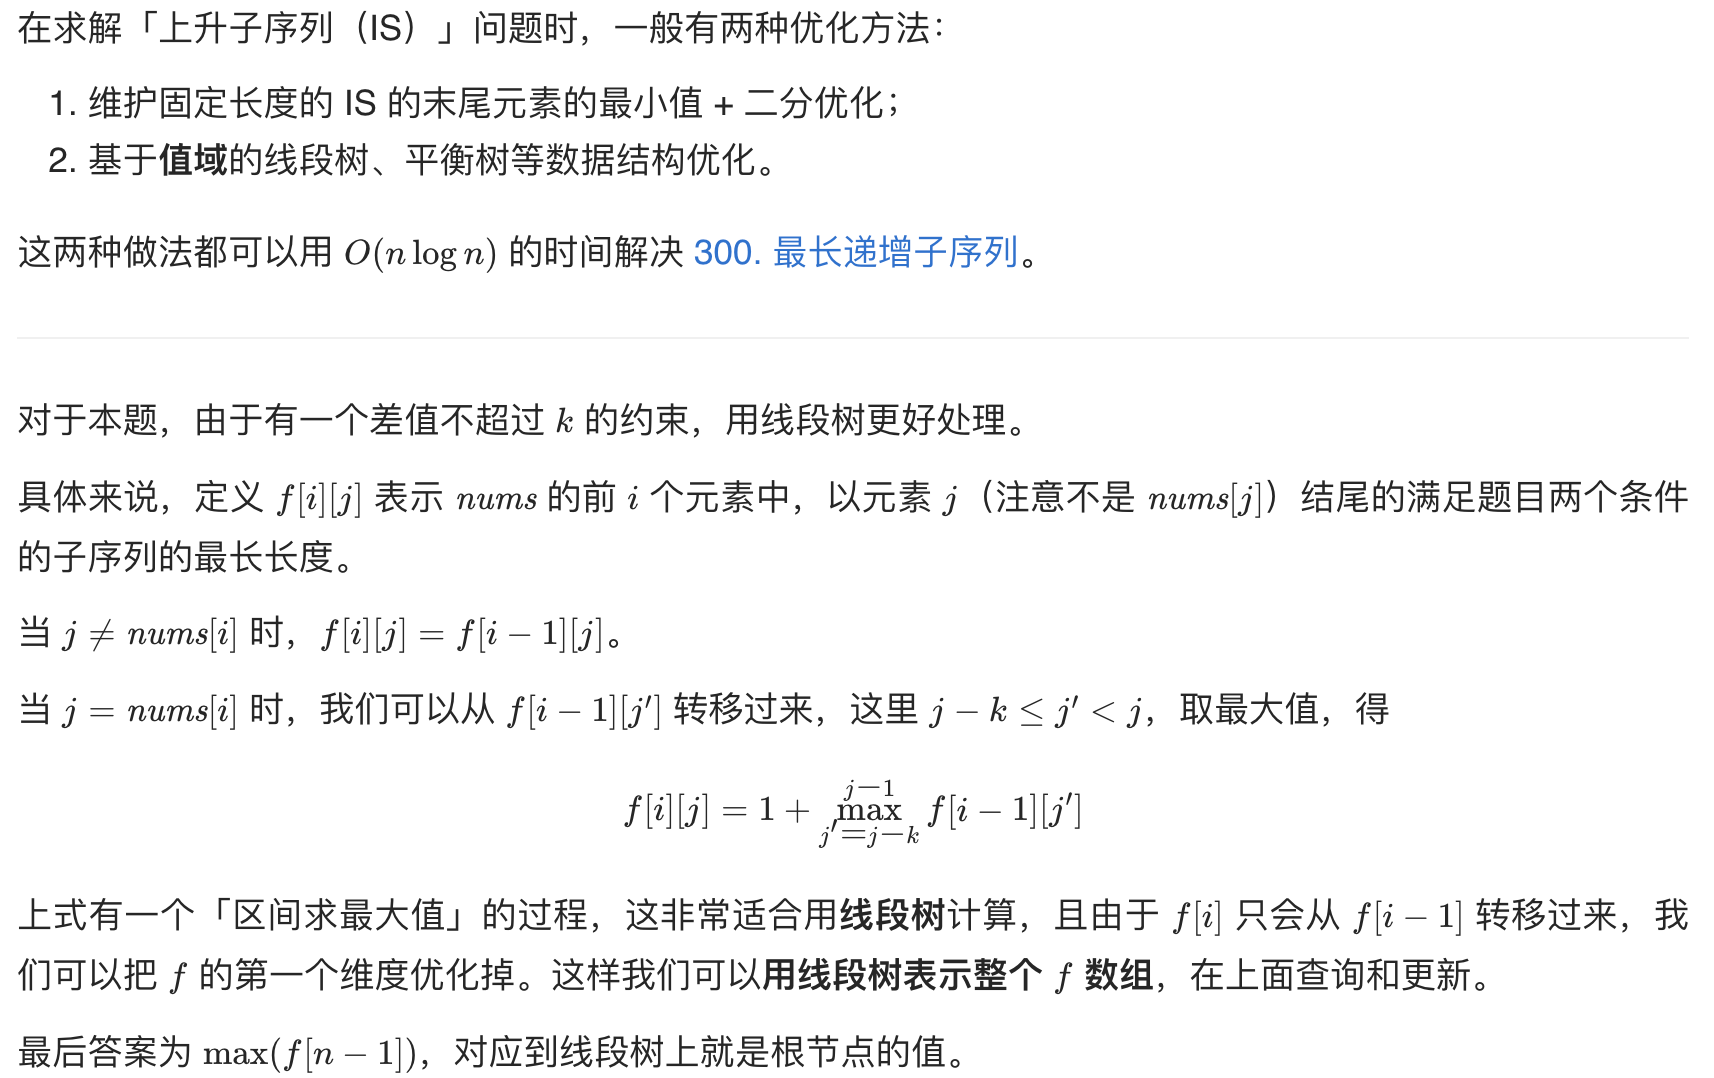 在求解「上升子序列（IS）」问题时，一般有两种优化方法：
1. 维护固定长度的 IS 的末尾元素的最小值 + 二分优化；
2. 基于值域的线段树、平衡树等数据结构优化。
这两种做法都可以用 O(n log n) 的时间解决 300. 最长递增子序列。
对于本题，由于有一个差值不超过 k 的约束，用线段树更好处理。
具体来说，定义 f[i][j] 表示 nums 的前 i 个元素中，以元素 j（注意不是 nums[j]）结尾的满足题目两个条件
的子序列的最长长度。
当 j ≠ nums[i] 时，f[i][j] = f[i − 1][j]。
当 j = nums[i] 时，我们可以从 f[i − 1][j′] 转移过来，这里 j − k ≤ j′ < j，取最大值，得
f[i][j] = 1 + max_{j′=j−k}^{j−1} f[i − 1][j′]
上式有一个「区间求最大值」的过程，这非常适合用线段树计算，且由于 f[i] 只会从 f[i − 1] 转移过来，我
们可以把 f 的第一个维度优化掉。这样我们可以用线段树表示整个 f 数组，在上面查询和更新。
最后答案为 max(f[n − 1])，对应到线段树上就是根节点的值。